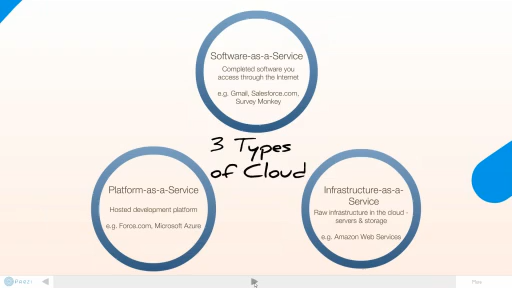 Software-as-a-Service
Completed software you
access through the Internet
e.g. Gmail, Salesforce.com,
Survey Monkey
3 Types
of Cloud
Platform-as-a-Service
Hosted development platform
e.g. Force.com, Microsoft Azure
Infrastructure-as-a-
Service
Raw infrastructure in the cloud -
servers & storage
e.g. Amazon Web Services
Prezi